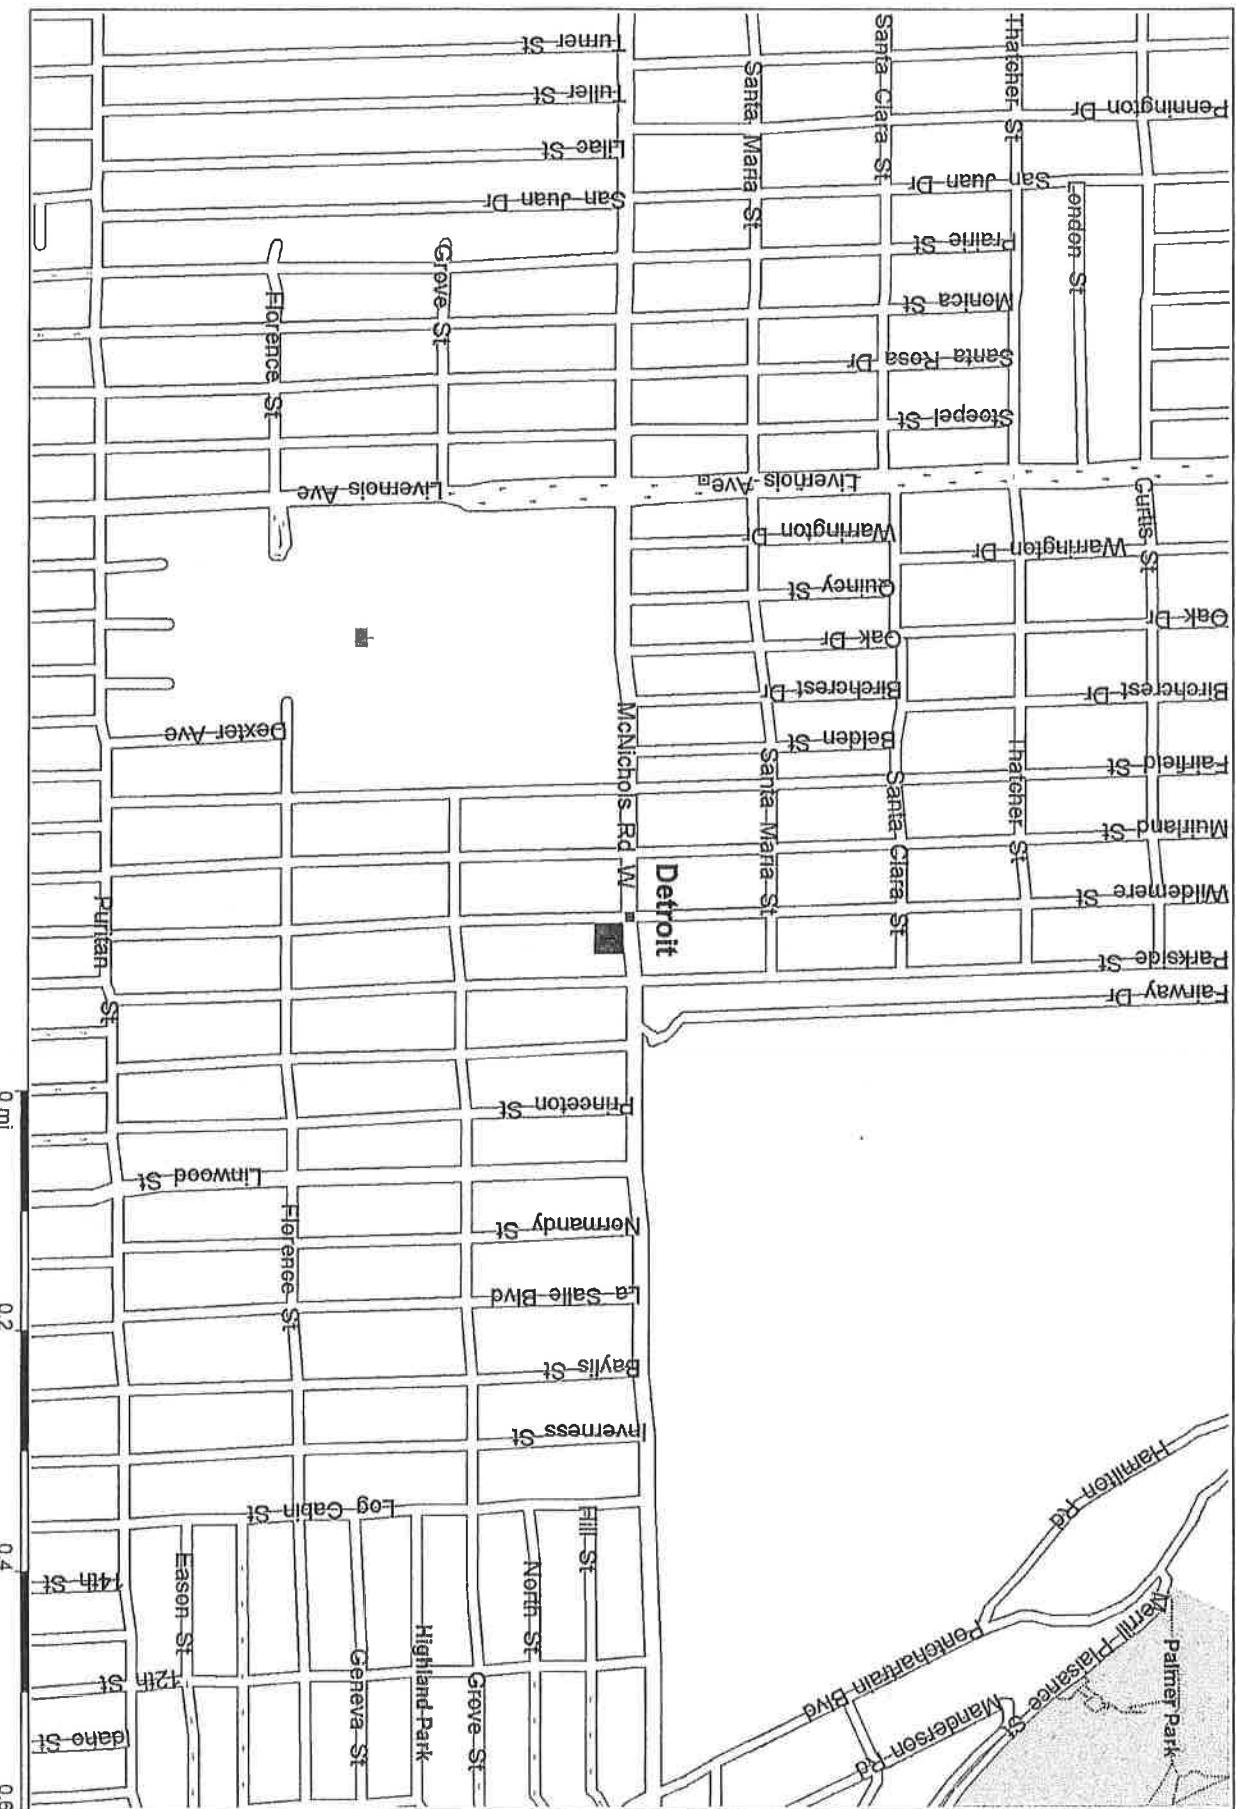 Turner St
Tuller St
Lilac St
San Juan Dr
Santa Maria St
Santa Clara St
Thatcher St
Pennington Dr
San Juan Dr
London St
Prairie St
Monica St
Santa Rosa Dr
Stoepel St
Grove St
Florence St
Livernois Ave
Livernois Ave
Warrington Dr
Warrington Dr
Curtis St
Quincy St
Oak Dr
Oak Dr
Birchcrest Dr
Birchcrest Dr
Belden St
Fairfield St
Dexter Ave
McNichols Rd W
Santa Maria St
Santa Clara St
Thatcher St
Muirland St
Wildemere St
Parkside St
Fairway Dr
Detroit
Puritan St
Princeton St
Linwood St
Normandy St
Florence St
La Salle Blvd
Baylis St
Inverness St
Log Cabin St
Hill St
North St
14th St
Eason St
12th St
Idaho St
Geneva St
Highland Park
Grove St
Hamilton Rd
Pontchartrain Blvd
Merrill Plaisance St
Manderson Rd
Palmer Park
0 mi
0.2
0.4
0.6